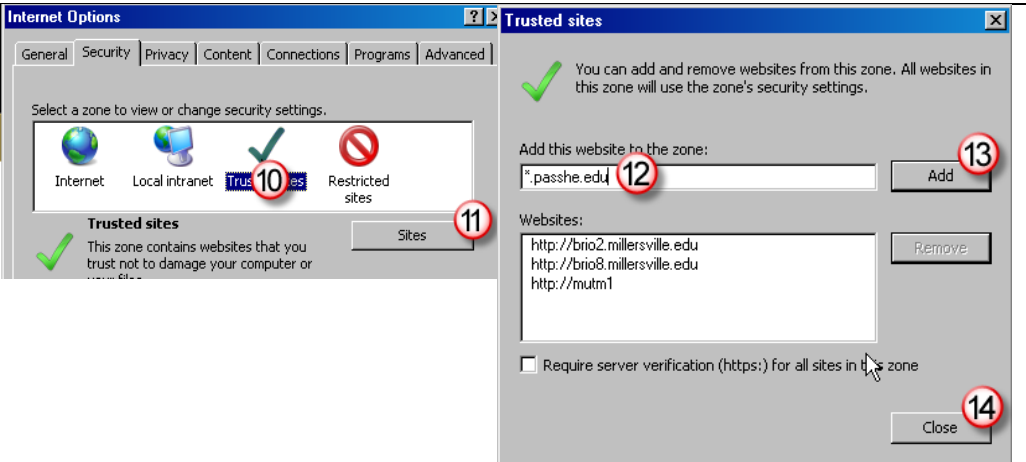 Internet Options
General Security Privacy Content Connections Programs Advanced
Select a zone to view or change security settings.
Internet Local intranet 10 Restricted sites
Trusted sites
11
Sites
This zone contains websites that you
trust not to damage your computer or
Trusted sites
You can add and remove websites from this zone. All websites in
this zone will use the zone's security settings.
Add this website to the zone:
13
*.passhe.edu 12
Add
Websites:
http://brio2.millersville.edu
http://brio8.millersville.edu
http://mutm1
Remove
Require server verification (https:) for all sites in this zone
14
Close